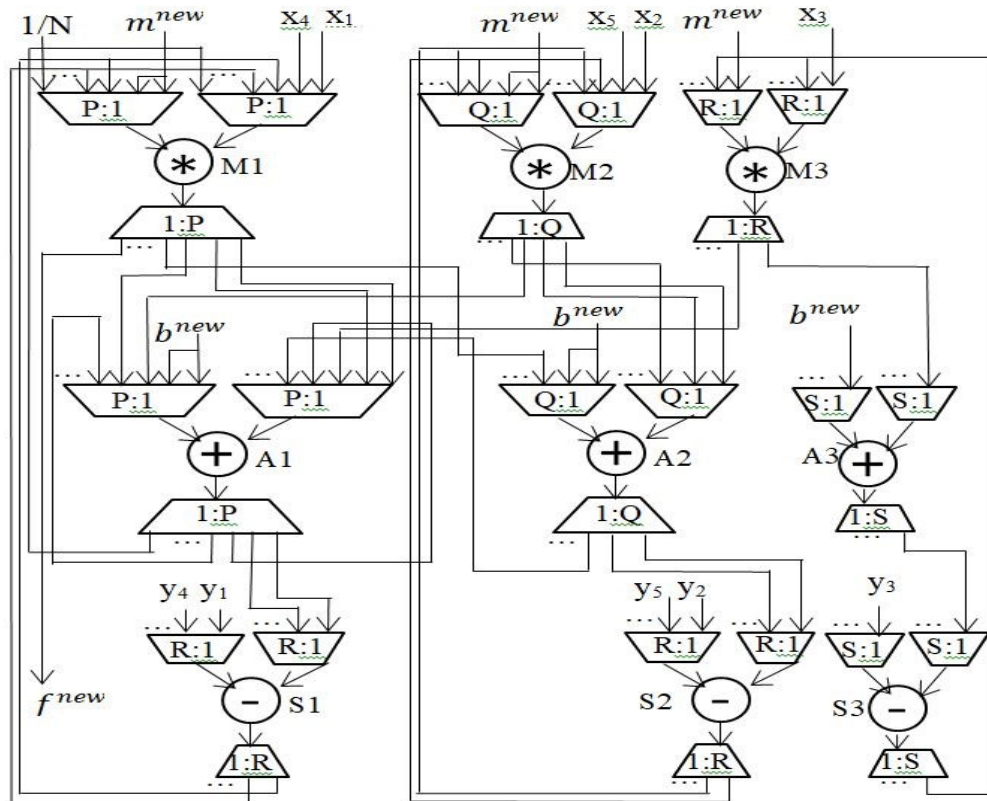 1/N m^new x₄ x₁ m^new x₅ x₂ m^new x₃
... ... ... ... ... ...
P:1 P:1 Q:1 Q:1 R:1 R:1
* M1 * M2 * M3
1:P 1:Q 1:R
... ... ...
b^new b^new b^new
... ... ... ... ... ...
P:1 P:1 Q:1 Q:1 S:1 S:1
+ A1 + A2 A3 +
1:P 1:Q 1:S
... ... ...
y₄ y₁ y₅ y₂ y₃
... ... ... ... ... ...
R:1 R:1 R:1 R:1 S:1 S:1
f^new - S1 S2 - S3 -
1:R 1:R 1:S
... ... ...